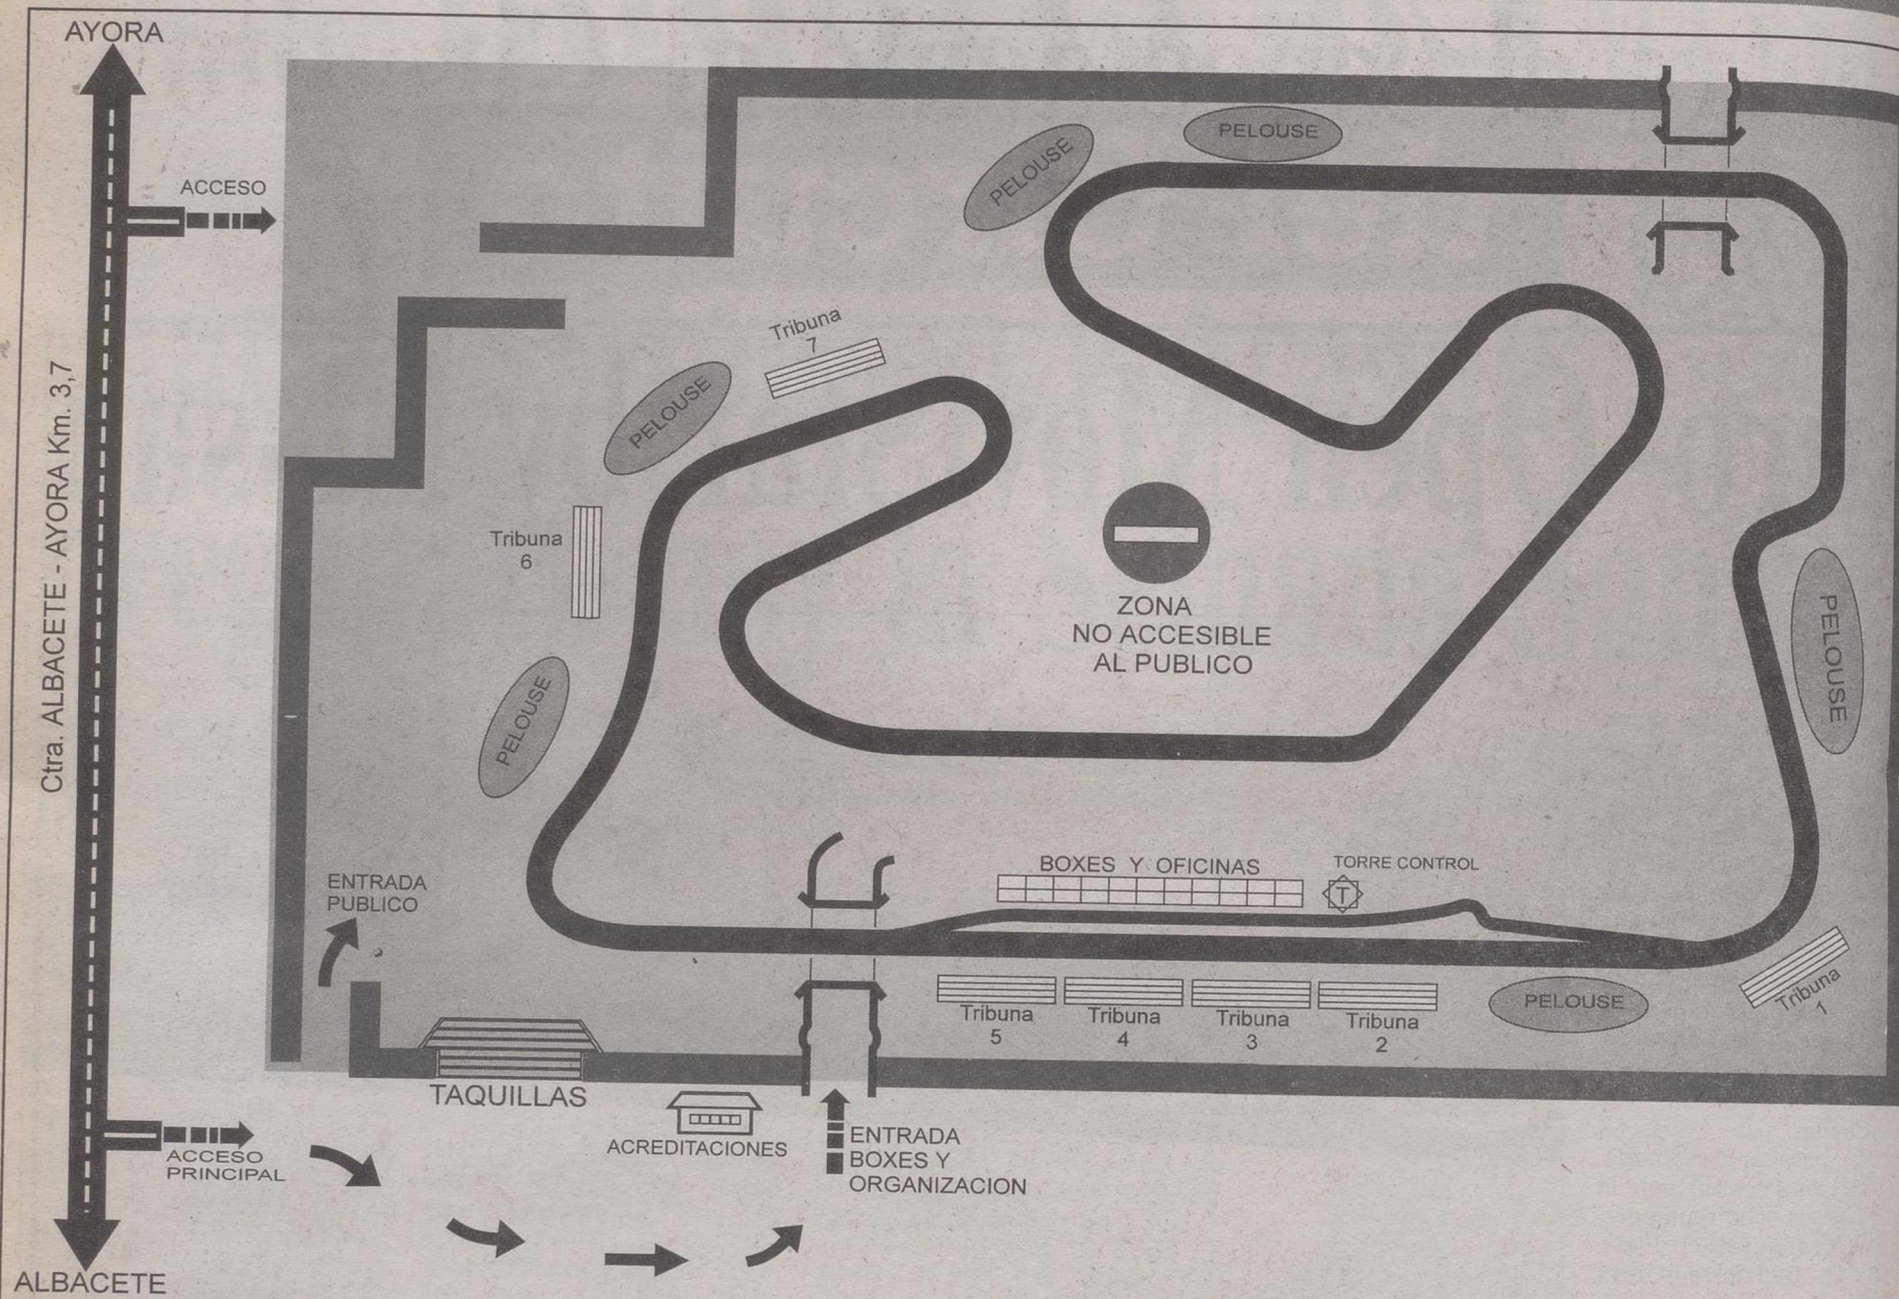 AYORA
ACCESO
Ctra. ALBACETE - AYORA Km. 3,7
PELOUSE
PELOUSE
Tribuna
7
PELOUSE
Tribuna
6
PELOUSE
ZONA
NO ACCESIBLE
AL PUBLICO
PELOUSE
ENTRADA
PUBLICO
BOXES Y OFICINAS
TORRE CONTROL
T
Tribuna
5
Tribuna
4
Tribuna
3
Tribuna
2
PELOUSE
Tribuna
1
TAQUILLAS
ACREDITACIONES
ENTRADA
BOXES Y
ORGANIZACION
ACCESO
PRINCIPAL
ALBACETE